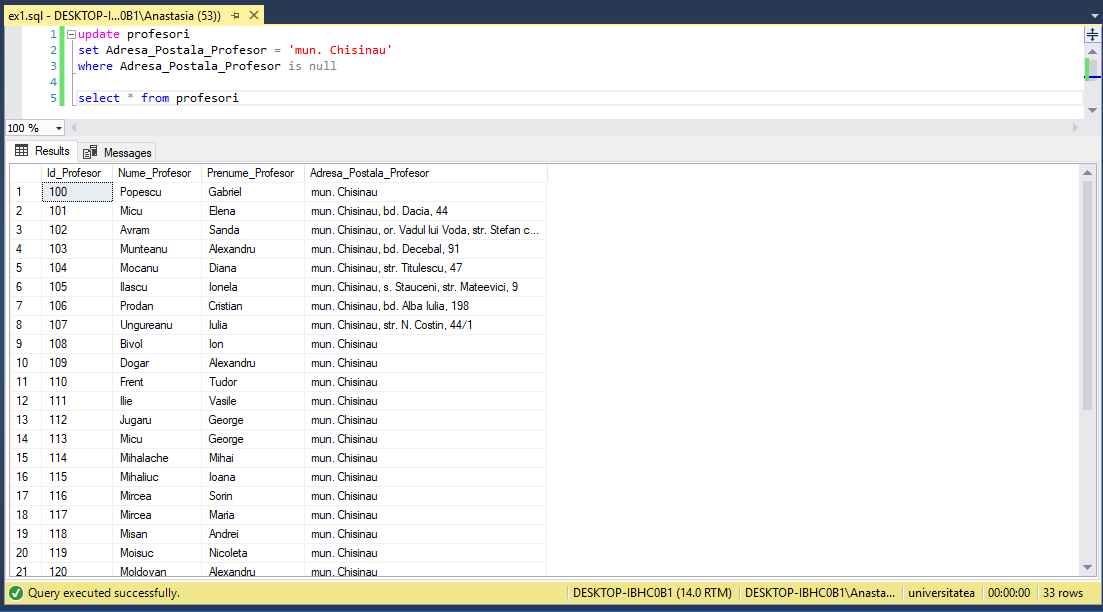 ex1.sql - DESKTOP-I...0B1\Anastasia (53))
1 update profesori
2 set Adresa_Postala_Profesor = 'mun. Chisinau'
3 where Adresa_Postala_Profesor is null
4
5 select * from profesori
100 %
Results Messages
Id_Profesor Nume_Profesor Prenume_Profesor Adresa_Postala_Profesor
1 100 Popescu Gabriel mun. Chisinau
2 101 Micu Elena mun. Chisinau, bd. Dacia, 44
3 102 Avram Sanda mun. Chisinau, or. Vadul lui Voda, str. Stefan c...
4 103 Munteanu Alexandru mun. Chisinau, bd. Decebal, 91
5 104 Mocanu Diana mun. Chisinau, str. Titulescu, 47
6 105 Ilascu Ionela mun. Chisinau, s. Stauceni, str. Mateevici, 9
7 106 Prodan Cristian mun. Chisinau, bd. Alba Iulia, 198
8 107 Ungureanu Iulia mun. Chisinau, str. N. Costin, 44/1
9 108 Bivol Ion mun. Chisinau
10 109 Dogar Alexandru mun. Chisinau
11 110 Frent Tudor mun. Chisinau
12 111 Ilie Vasile mun. Chisinau
13 112 Jugaru George mun. Chisinau
14 113 Micu George mun. Chisinau
15 114 Mihalache Mihai mun. Chisinau
16 115 Mihaliuc Ioana mun. Chisinau
17 116 Mircea Sorin mun. Chisinau
18 117 Mircea Maria mun. Chisinau
19 118 Misan Andrei mun. Chisinau
20 119 Moisuc Nicoleta mun. Chisinau
21 120 Moldovan Alexandru mun. Chisinau
Query executed successfully. DESKTOP-IBHC0B1 (14.0 RTM) DESKTOP-IBHC0B1\Anasta... universitatea 00:00:00 33 rows